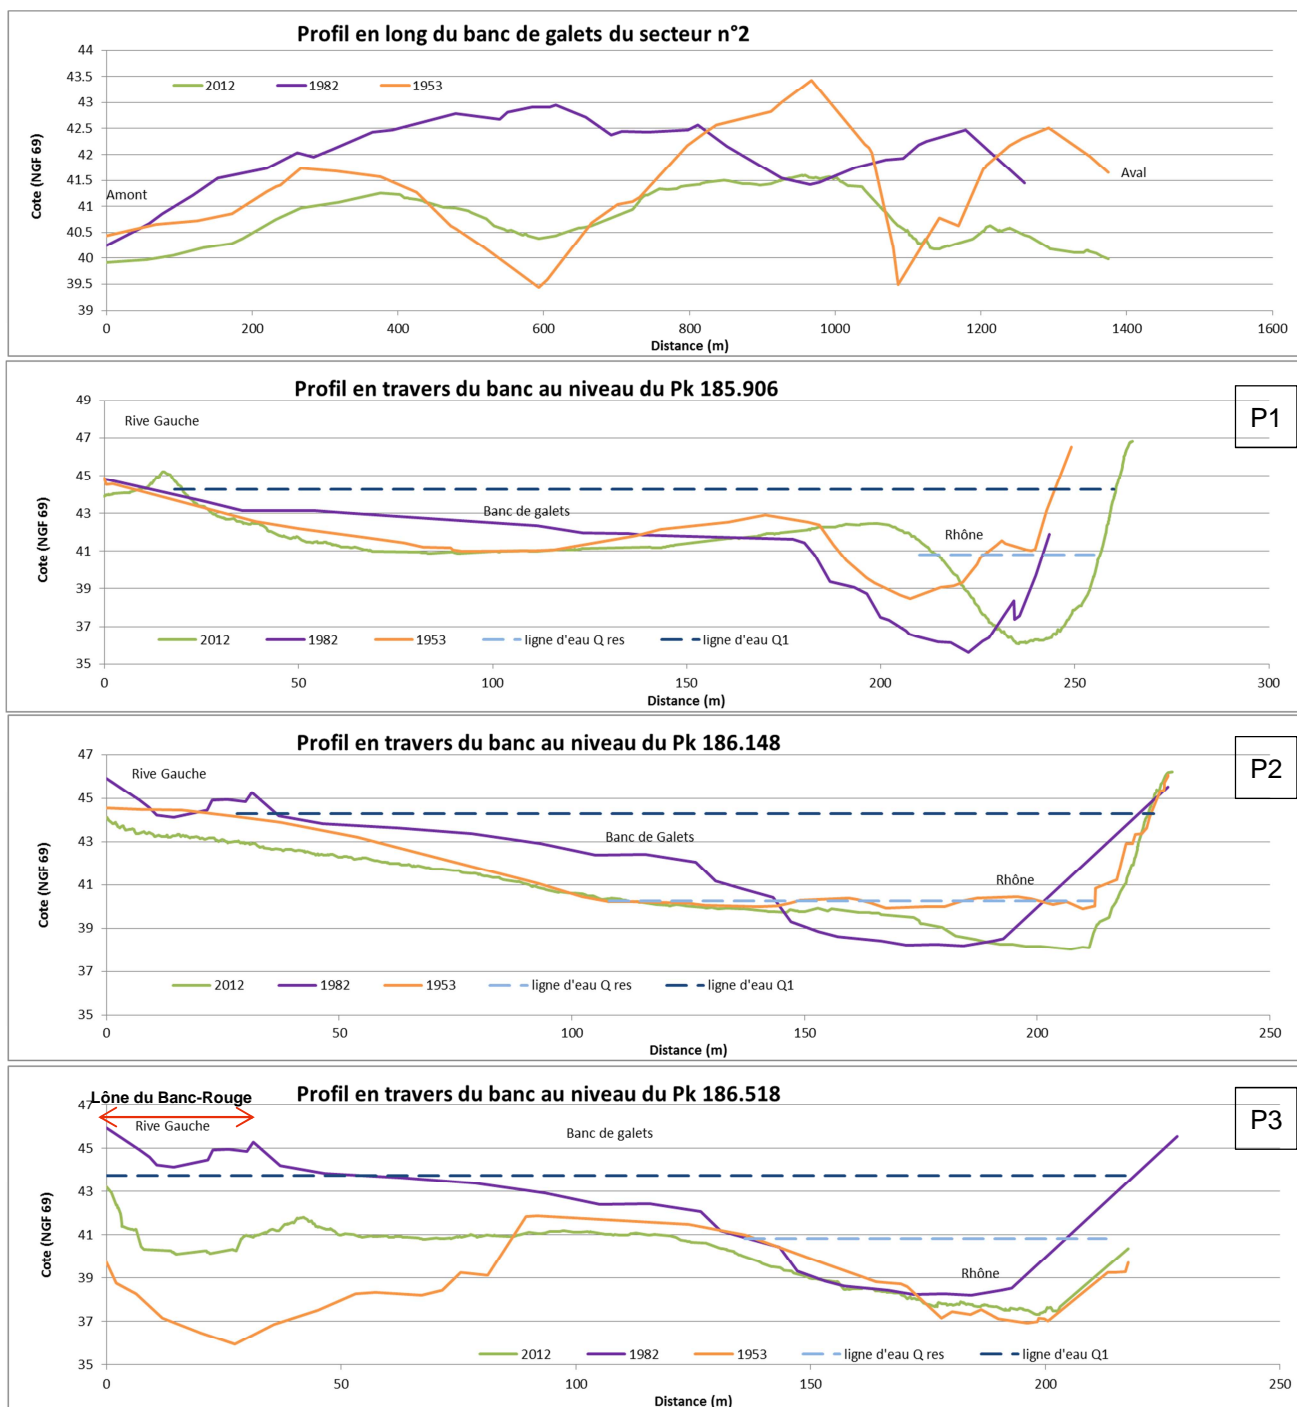 Profil en long du banc de galets du secteur n°2
44
43.5
2012 1982 1953
43
42.5
42
Cote (NGF 69)
41.5
Amont
Aval
41
40.5
40
39.5
39
0 200 400 600 800 1000 1200 1400 1600
Distance (m)
Profil en travers du banc au niveau du Pk 185.906
P1
49
Rive Gauche
47
45
Cote (NGF 69)
43
Banc de galets
Rhône
41
39
37
2012 1982 1953 ligne d'eau Q res ligne d'eau Q1
35
0 50 100 150 200 250 300
Distance (m)
Profil en travers du banc au niveau du Pk 186.148
P2
47
Rive Gauche
45
Cote (NGF 69)
43
Banc de Galets
41
Rhône
39
37
2012 1982 1953 ligne d'eau Q res ligne d'eau Q1
35
0 50 100 150 200 250
Distance (m)
Profil en travers du banc au niveau du Pk 186.518
Lône du Banc-Rouge
P3
47
Rive Gauche
Banc de galets
45
Cote (NGF 69)
43
41
39
Rhône
37
2012 1982 1953 ligne d'eau Q res ligne d'eau Q1
35
0 50 100 150 200 250
Distance (m)